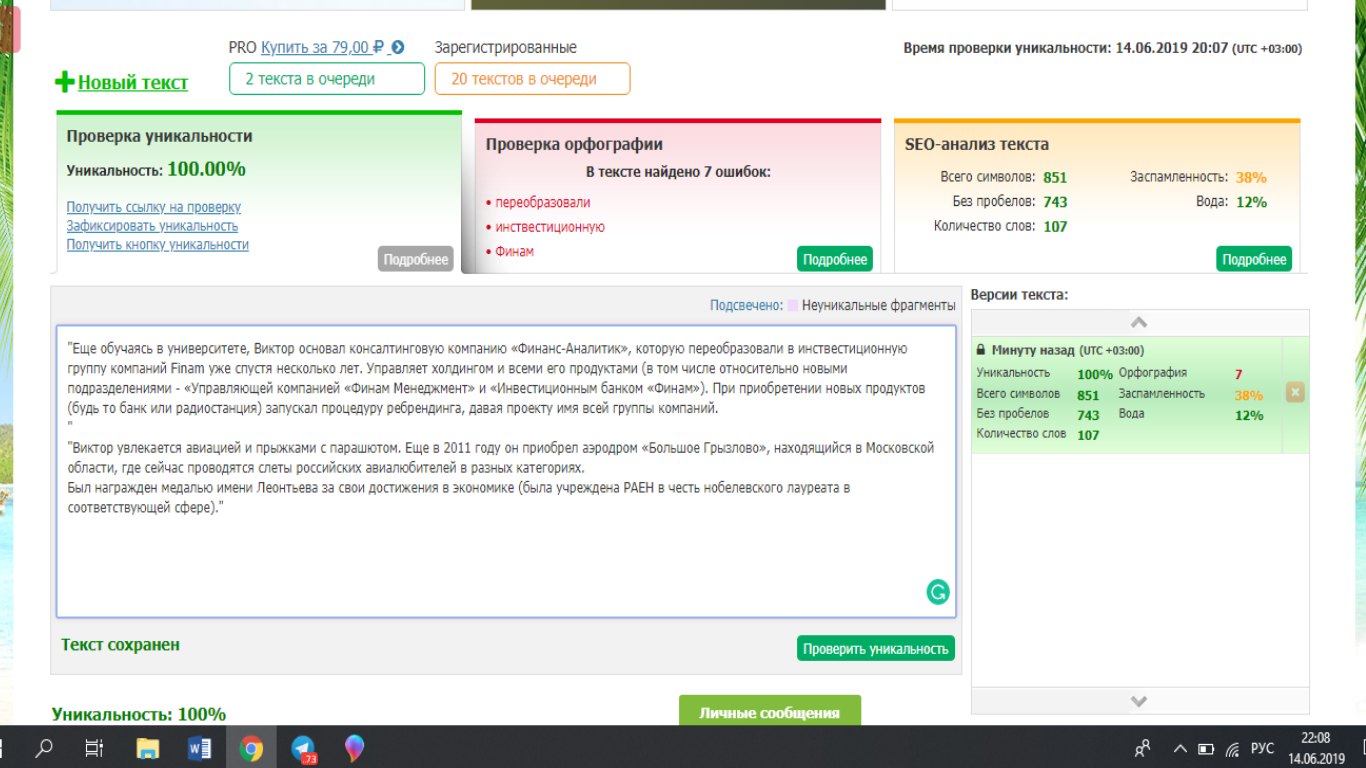 PRO Купить за 79,00 ₽
Зарегистрированные
Время проверки уникальности: 14.06.2019 20:07 (UTC +03:00)
Новый текст
2 текста в очереди
20 текстов в очереди
Проверка уникальности
Уникальность: 100.00%
Получить ссылку на проверку
Зафиксировать уникальность
Получить кнопку уникальности
Подробнее
Проверка орфографии
В тексте найдено 7 ошибок:
• переобразовали
• инствестиционную
• Финам
Подробнее
SEO-анализ текста
Всего символов: 851
Заспамленность: 38%
Без пробелов: 743
Вода: 12%
Количество слов: 107
Подробнее
Подсвечено: Неуникальные фрагменты
"Еще обучаясь в университете, Виктор основал консалтинговую компанию «Финанс-Аналитик», которую переобразовали в инствестиционную
группу компаний Finam уже спустя несколько лет. Управляет холдингом и всеми его продуктами (в том числе относительно новыми
подразделениями - «Управляющей компанией «Финам Менеджмент» и «Инвестиционным банком «Финам»). При приобретении новых продуктов
(будь то банк или радиостанция) запускал процедуру ребрендинга, давая проекту имя всей группы компаний.
"
"Виктор увлекается авиацией и прыжками с парашютом. Еще в 2011 году он приобрел аэродром «Большое Грызлово», находящийся в Московской
области, где сейчас проводятся слеты российских авиалюбителей в разных категориях.
Был награжден медалью имени Леонтьева за свои достижения в экономике (была учреждена РАЕН в честь нобелевского лауреата в
соответствующей сфере)."
Текст сохранен
Проверить уникальность
Версии текста:
Минуту назад (UTC +03:00)
Уникальность 100% Орфография 7
Всего символов 851 Заспамленность 38%
Без пробелов 743 Вода 12%
Количество слов 107
Уникальность: 100%
Личные сообщения
73
РУС
22:08
14.06.2019